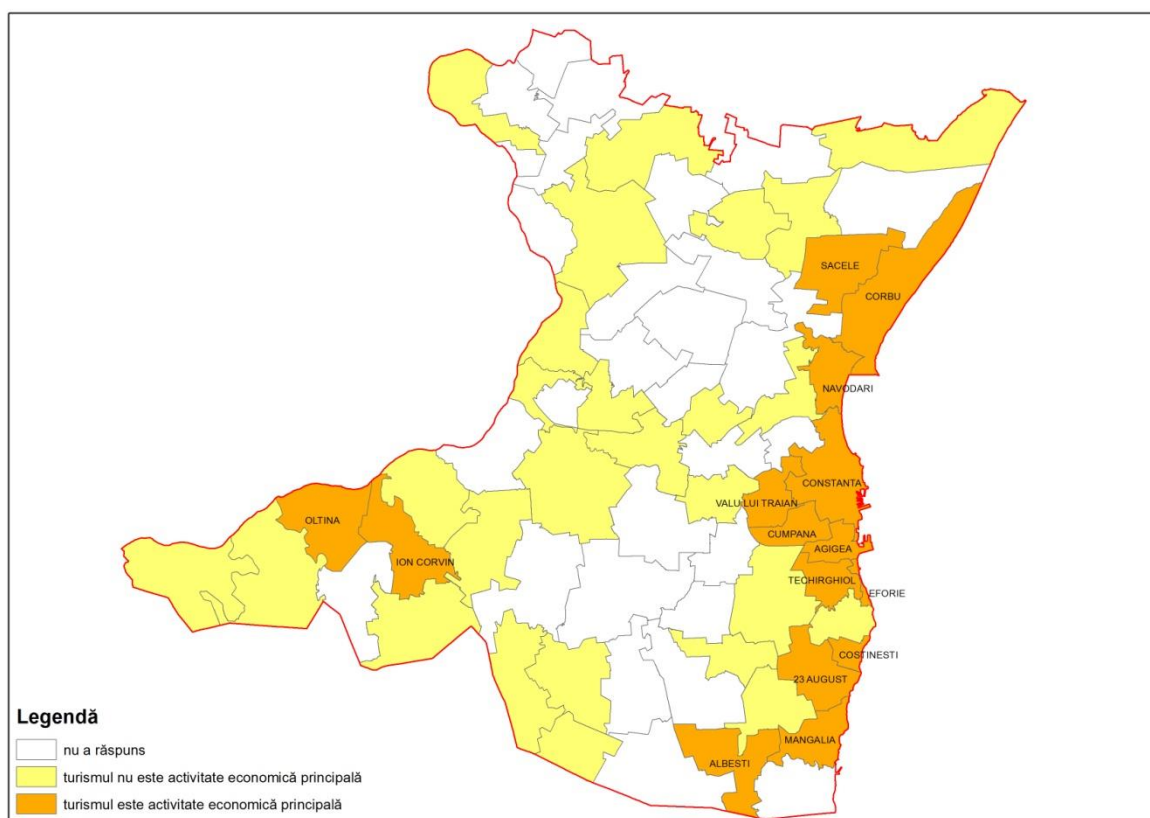 SACELE
CORBU
NAVODARI
CONSTANTA
VALU LUI TRAIAN
OLTINA
CUMPANA
AGIGEA
ION CORVIN
TECHIRGHIOL
EFORIE
COSTINESTI
23 AUGUST
MANGALIA
ALBESTI
Legendă
nu a răspuns
turismul nu este activitate economică principală
turismul este activitate economică principală